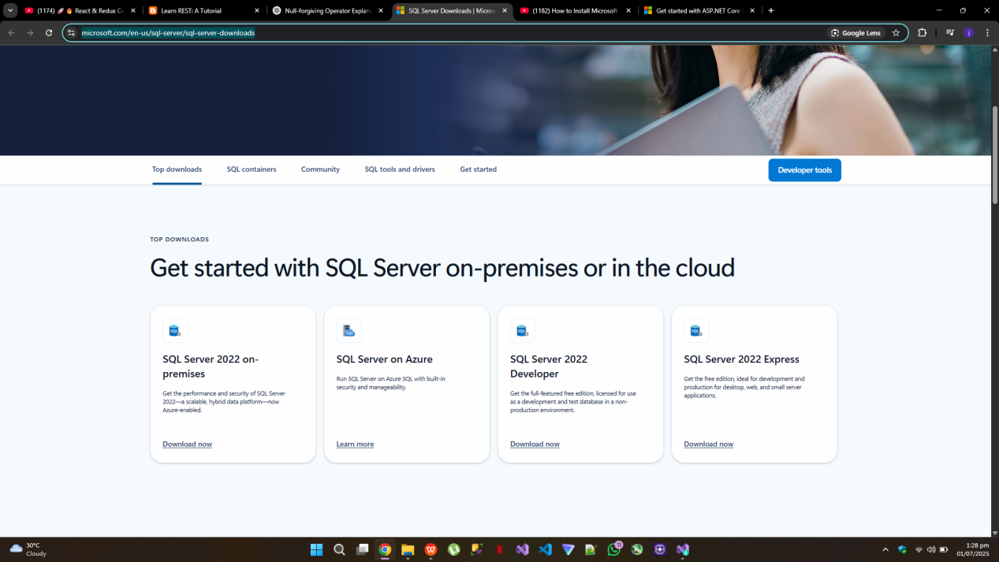 (1174) 🚀🔥 React & Redux Co
Learn REST: A Tutorial
Null-forgiving Operator Explana
SQL Server Downloads | Micros
(1182) How to Install Microsoft
Get started with ASP.NET Core
microsoft.com/en-us/sql-server/sql-server-downloads
Google Lens
j
Top downloads
SQL containers
Community
SQL tools and drivers
Get started
Developer tools
TOP DOWNLOADS
Get started with SQL Server on-premises or in the cloud
SQL Server 2022 on-
premises
Get the performance and security of SQL Server
2022—a scalable, hybrid data platform—now
Azure-enabled.
Download now
SQL Server on Azure
Run SQL Server on Azure SQL with built-in
security and manageability.
Learn more
SQL Server 2022
Developer
Get the full-featured free edition, licensed for use
as a development and test database in a non-
production environment.
Download now
SQL Server 2022 Express
Get the free edition, ideal for development and
production for desktop, web, and small server
applications.
Download now
30°C
Cloudy
11
1:28 pm
01/07/2025